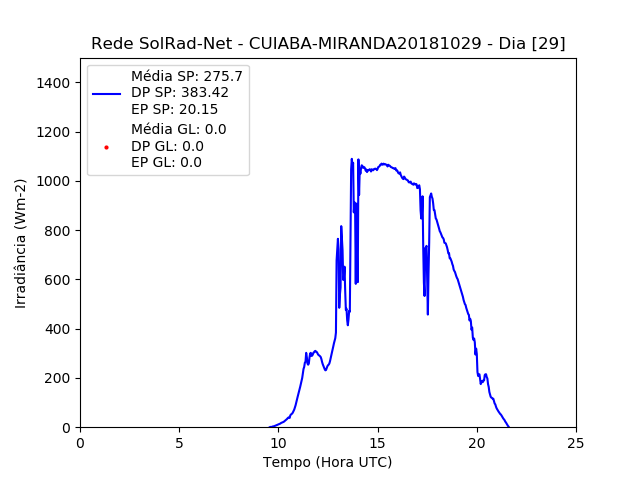 Rede SolRad-Net - CUIABA-MIRANDA20181029 - Dia [29]
Média SP: 275.7
DP SP: 383.42
EP SP: 20.15
Média GL: 0.0
DP GL: 0.0
EP GL: 0.0
Irradiância (Wm-2)
1400
1200
1000
800
600
400
200
0
0 5 10 15 20 25
Tempo (Hora UTC)